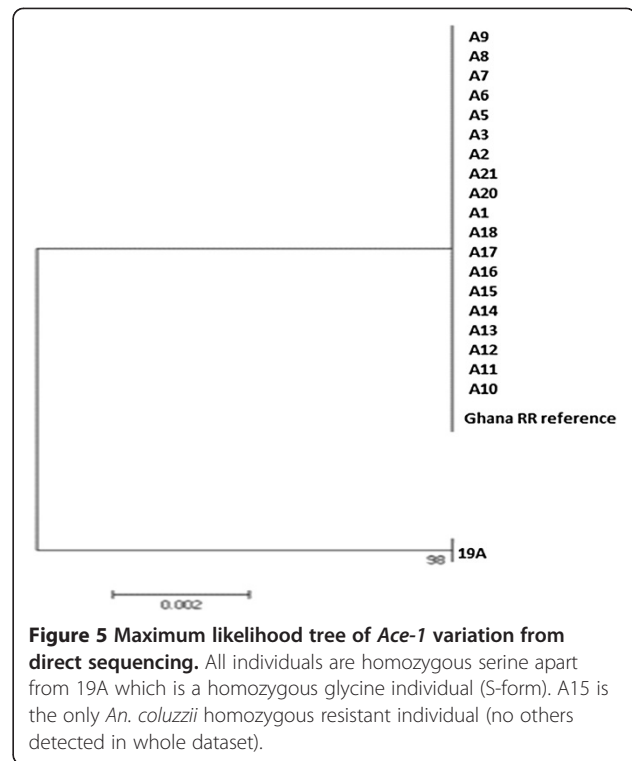 A9
A8
A7
A6
A5
A3
A2
A21
A20
A1
A18
A17
A16
A15
A14
A13
A12
A11
A10
Ghana RR reference
98 19A
0.002
Figure 5 Maximum likelihood tree of Ace-1 variation from
direct sequencing. All individuals are homozygous serine apart
from 19A which is a homozygous glycine individual (S-form). A15 is
the only An. coluzzii homozygous resistant individual (no others
detected in whole dataset).